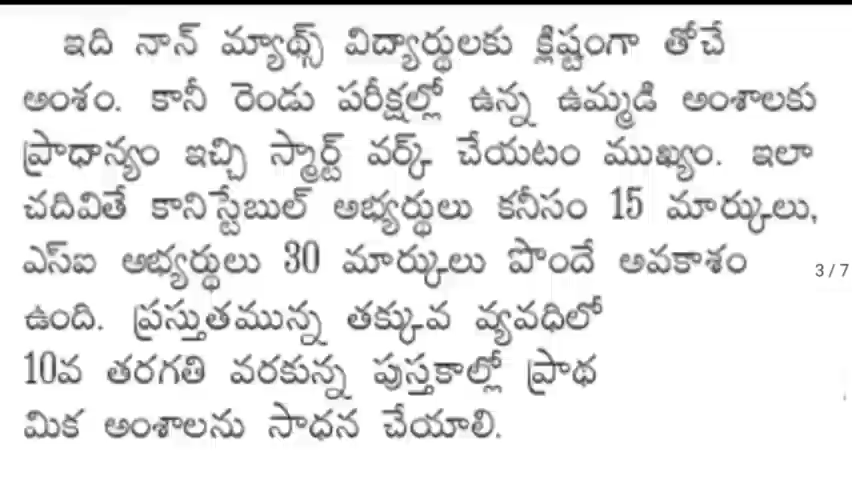 ఇది నాన్ మ్యాథ్స్ విద్యార్థులకు క్లిష్టంగా తోచే
అంశం. కానీ రెండు పరీక్షల్లో ఉన్న ఉమ్మడి అంశాలకు
ప్రాధాన్యం ఇచ్చి స్మార్ట్ వర్క్ చేయటం ముఖ్యం. ఇలా
చదివితే కానిస్టేబుల్ అభ్యర్థులు కనీసం 15 మార్కులు,
ఎస్ఐ అభ్యర్థులు 30 మార్కులు పొందే అవకాశం
3/7
ఉంది. ప్రస్తుతమున్న తక్కువ వ్యవధిలో
10వ తరగతి వరకున్న పుస్తకాల్లో ప్రాథ
మిక అంశాలను సాధన చేయాలి.